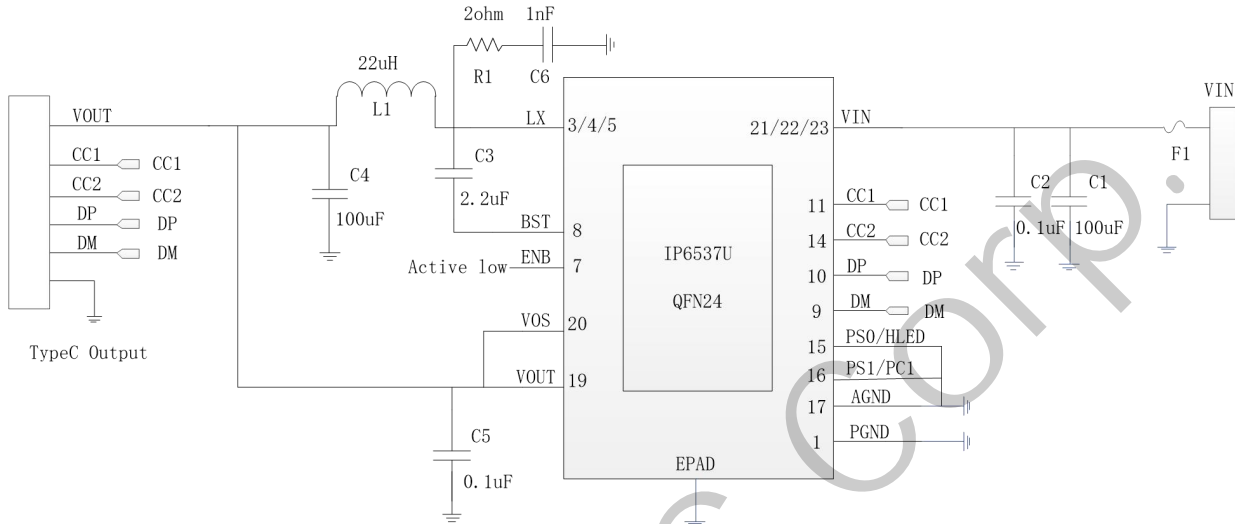 2ohm 1nF
R1 C6
22uH
L1
VOUT
CC1 CC1
CC2 CC2
DP DP
DM DM
TypeC Output
C4
100uF
C3
2.2uF
C5
0.1uF
LX 3/4/5
BST 8
Active low ENB 7
VOS 20
VOUT 19
IP6537U
QFN24
EPAD
21/22/23 VIN
11 CC1 CC1
14 CC2 CC2
10 DP DP
9 DM DM
15 PS0/HLED
16 PS1/PC1
17 AGND
1 PGND
C2 C1
0.1uF 100uF
F1
VIN
c Corp.